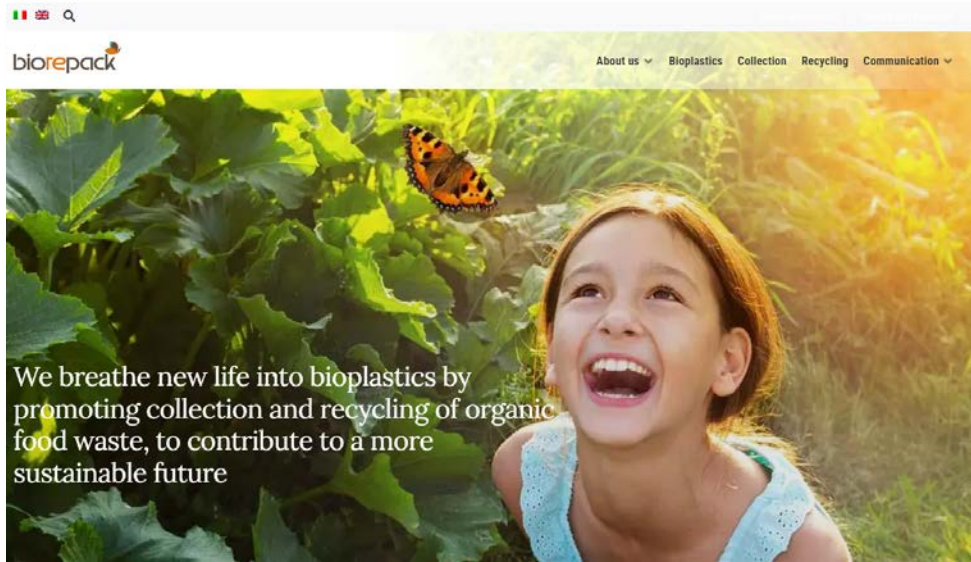 biorepack
About us Bioplastics Collection Recycling Communication
We breathe new life into bioplastics by
promoting collection and recycling of organic
food waste, to contribute to a more
sustainable future